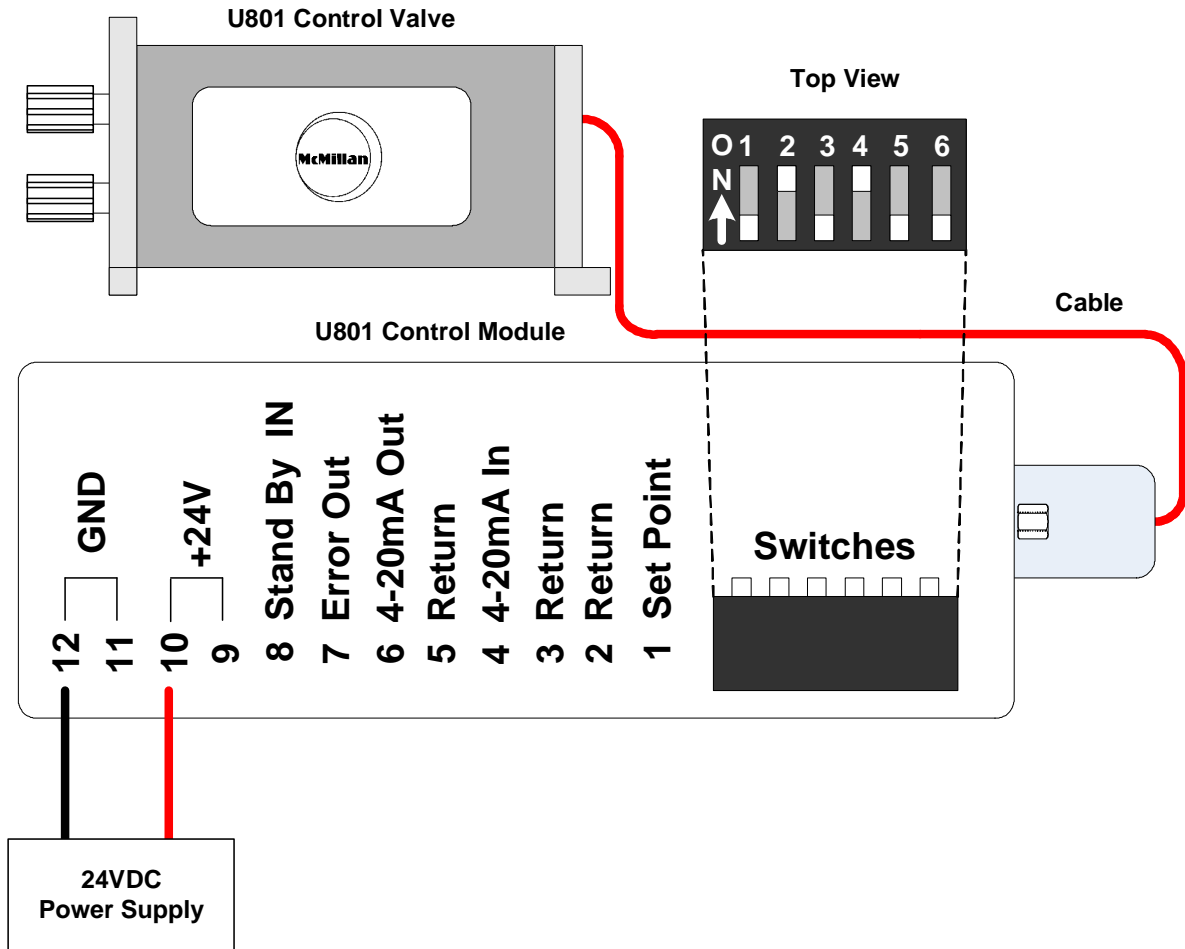 U801 Control Valve
McMillan
Top View
O 1 2 3 4 5 6
N
Cable
U801 Control Module
GND
+24V
12
11
10
9
8 Stand By IN
7 Error Out
6 4-20mA Out
5 Return
4 4-20mA In
3 Return
2 Return
1 Set Point
Switches
24VDC
Power Supply